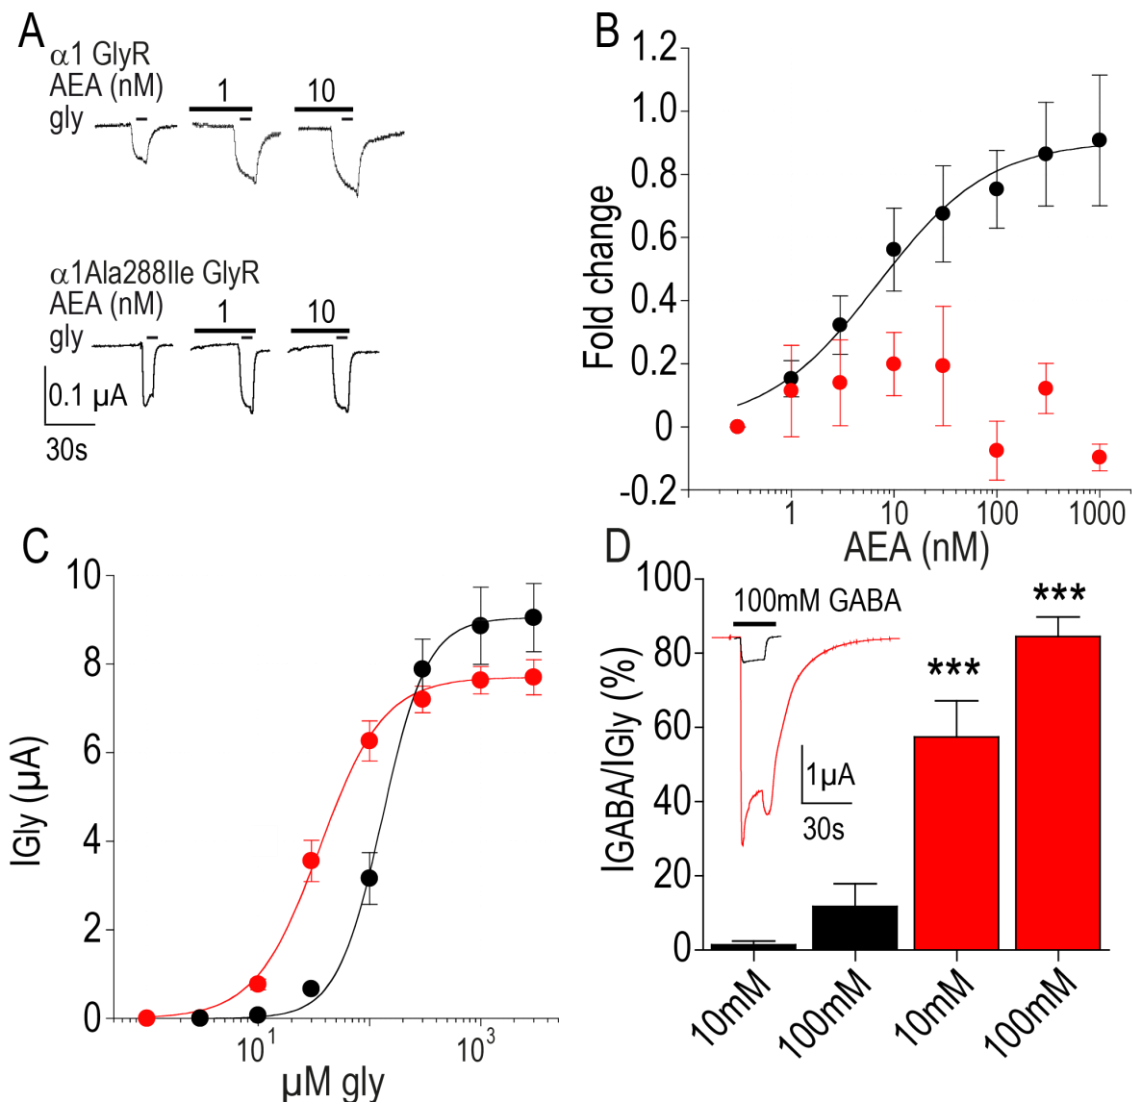 A
α1 GlyR
AEA (nM)
1
10
gly
α1Ala288Ile GlyR
AEA (nM)
1
10
gly
0.1 µA
30s
B
1.2
1.0
0.8
0.6
0.4
0.2
0
-0.2
Fold change
1
10
100
1000
AEA (nM)
C
10
8
6
4
2
0
IGly (µA)
10¹
10³
µM gly
D
100
80
60
40
20
0
IGABA/IGly (%)
100mM GABA
1µA
30s
***
***
10mM
100mM
10mM
100mM